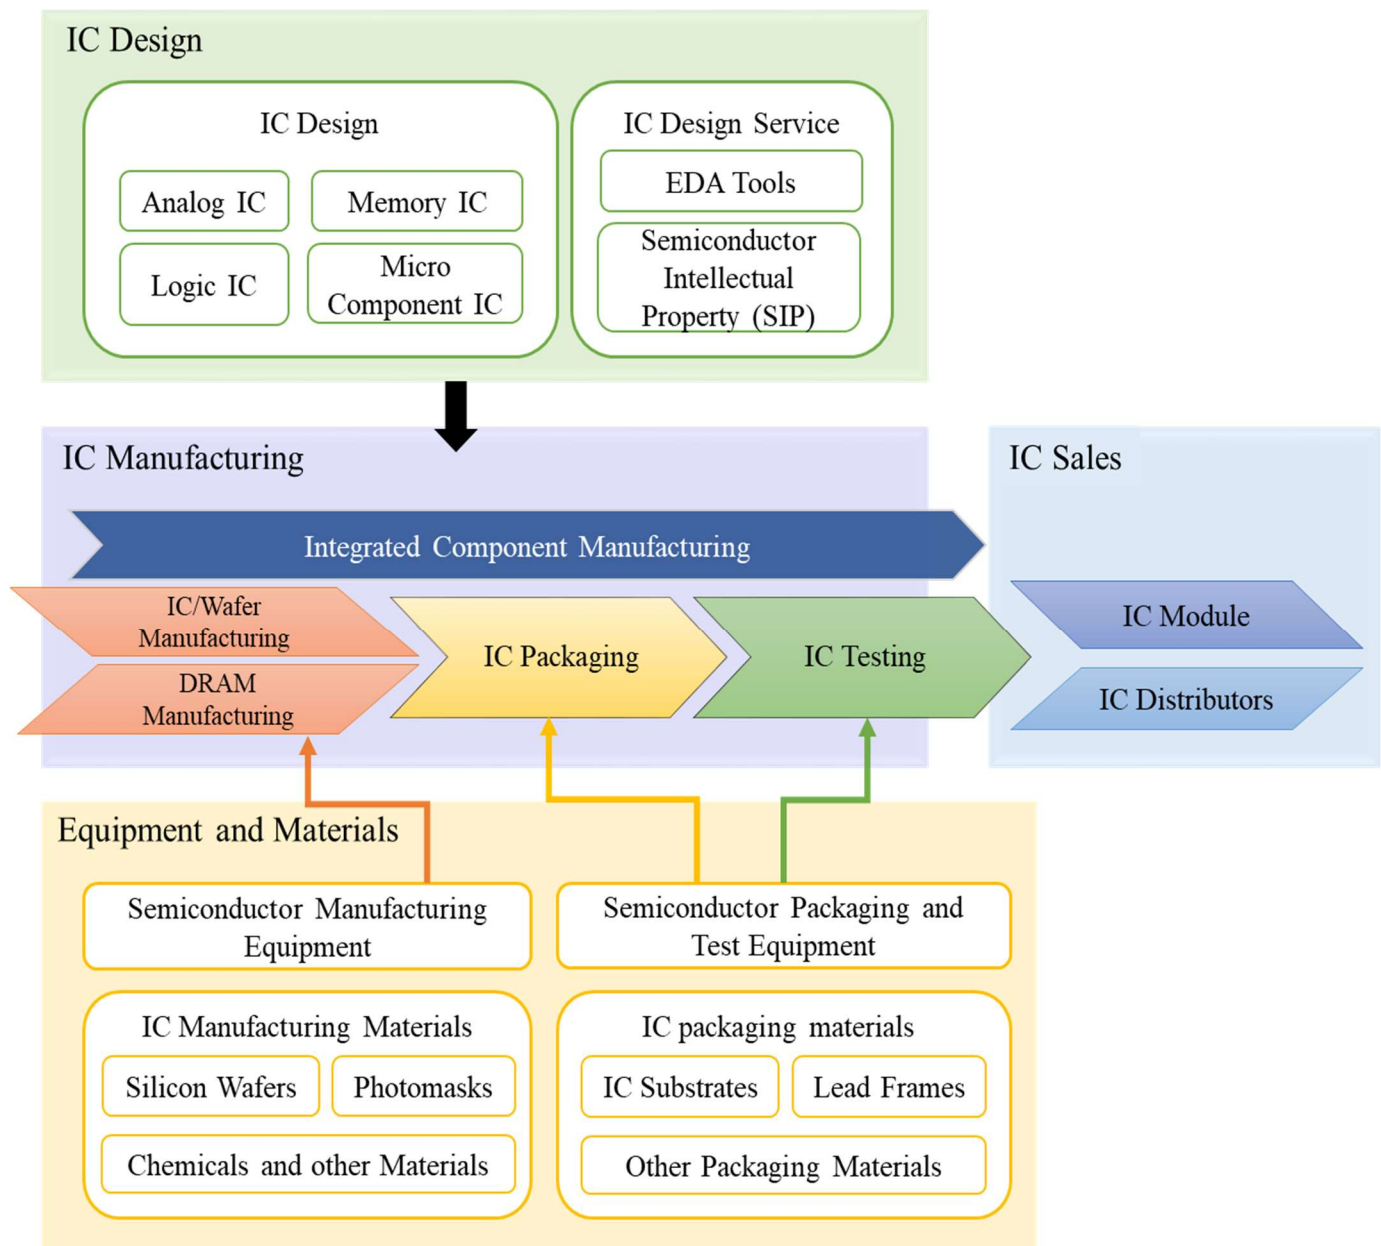 IC Design
IC Design
Analog IC
Memory IC
Logic IC
Micro
Component IC
IC Design Service
EDA Tools
Semiconductor
Intellectual
Property (SIP)
IC Manufacturing
Integrated Component Manufacturing
IC/Wafer
Manufacturing
DRAM
Manufacturing
IC Packaging
IC Testing
IC Sales
IC Module
IC Distributors
Equipment and Materials
Semiconductor Manufacturing
Equipment
Semiconductor Packaging and
Test Equipment
IC Manufacturing Materials
Silicon Wafers
Photomasks
Chemicals and other Materials
IC packaging materials
IC Substrates
Lead Frames
Other Packaging Materials